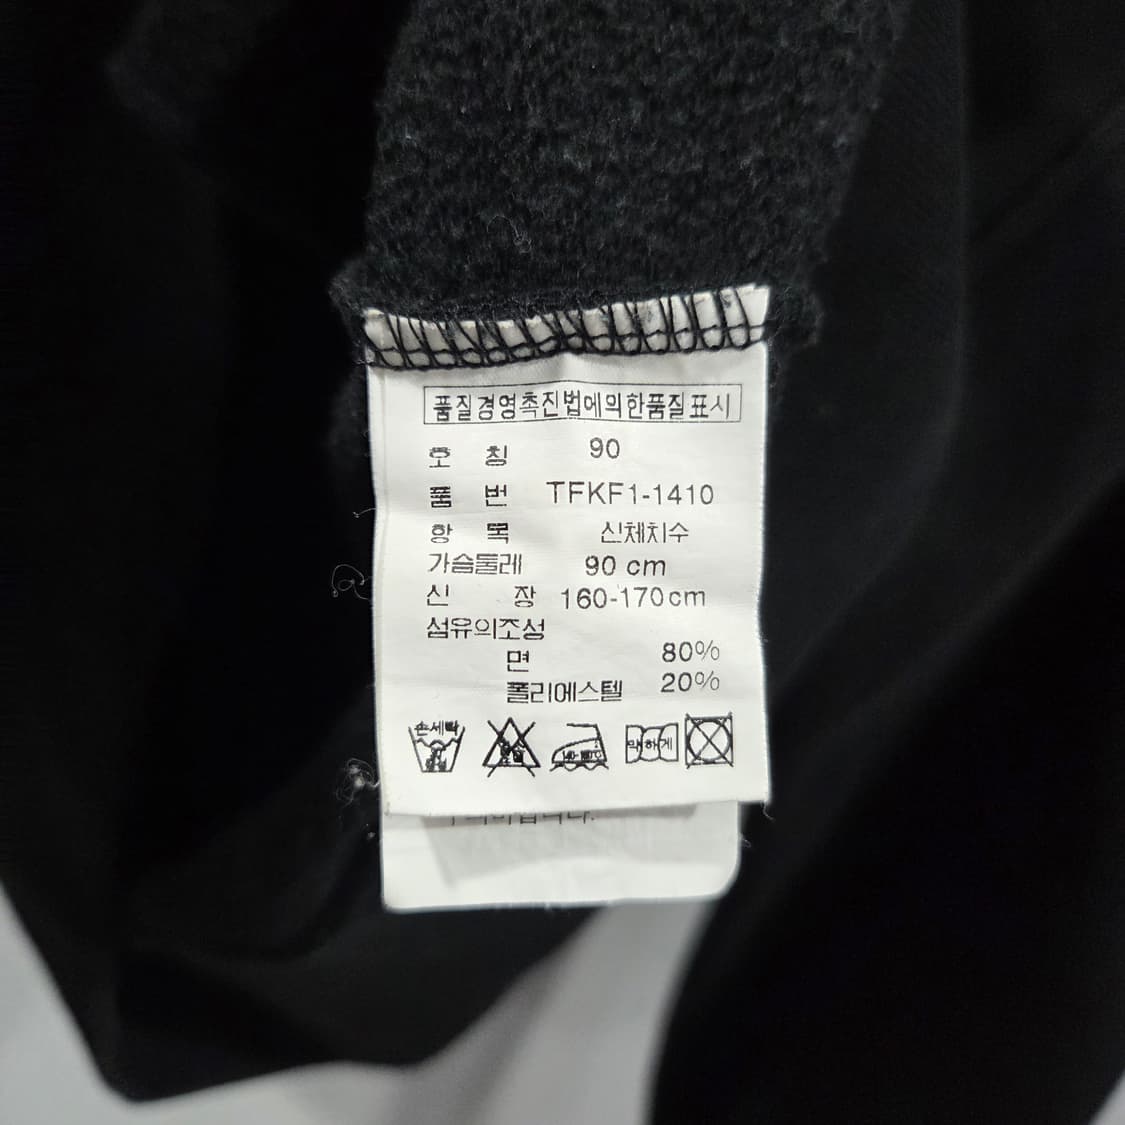 품질경영촉진법에의한품질표시
호 칭 90
품 번 TFKF1-1410
항 목 신체치수
가슴둘레 90 cm
신 장 160-170cm
섬유의조성
면 80%
폴리에스텔 20%
손세탁
약하게